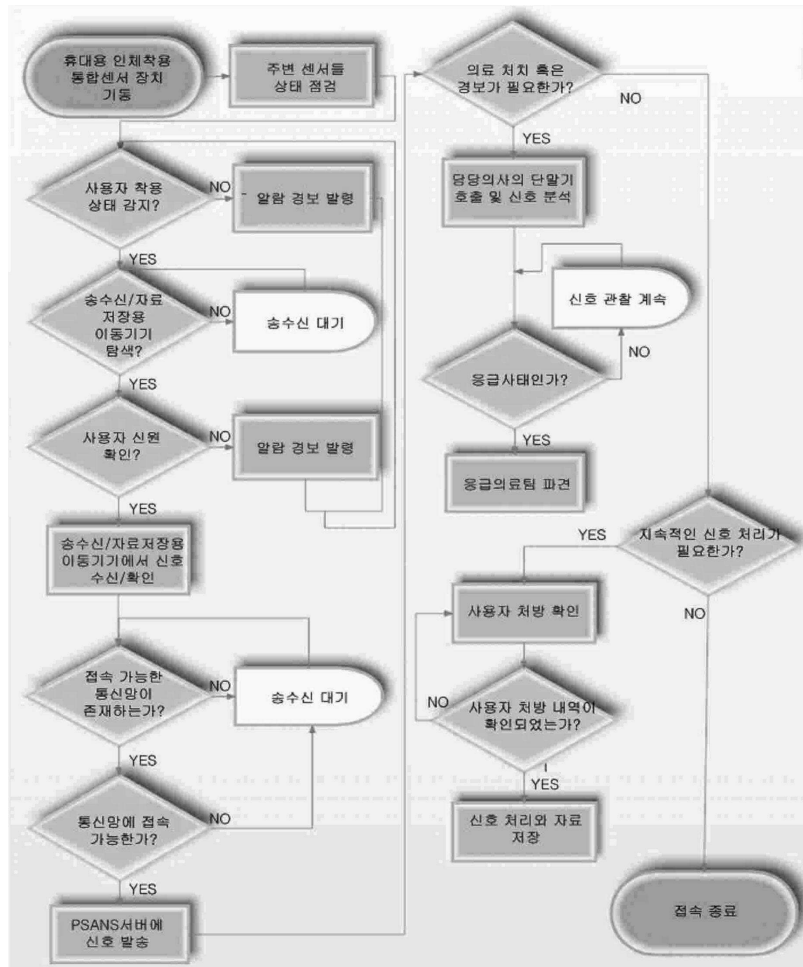 휴대용 인체착용
통합센서 장치
기동
주변 센서들
상태 점검
사용자 착용
상태 감지?
NO
알람 경보 발령
YES
송수신/자료
저장용
이동기기
탐색?
NO
송수신 대기
YES
사용자 신원
확인?
NO
알람 경보 발령
YES
송수신/자료저장용
이동기기에서 신호
수신/확인
접속 가능한
통신망이
존재하는가?
NO
송수신 대기
YES
통신망에 접속
가능한가?
NO
YES
PSANS서버에
신호 발송
의료 처치 혹은
경보가 필요한가?
NO
YES
담당의사의 단말기
호출 및 신호 분석
신호 관찰 계속
NO
응급사태인가?
YES
응급의료팀 파견
지속적인 신호 처리가
필요한가?
YES
NO
사용자 처방 확인
사용자 처방 내역이
확인되었는가?
NO
YES
신호 처리와 자료
저장
접속 종료